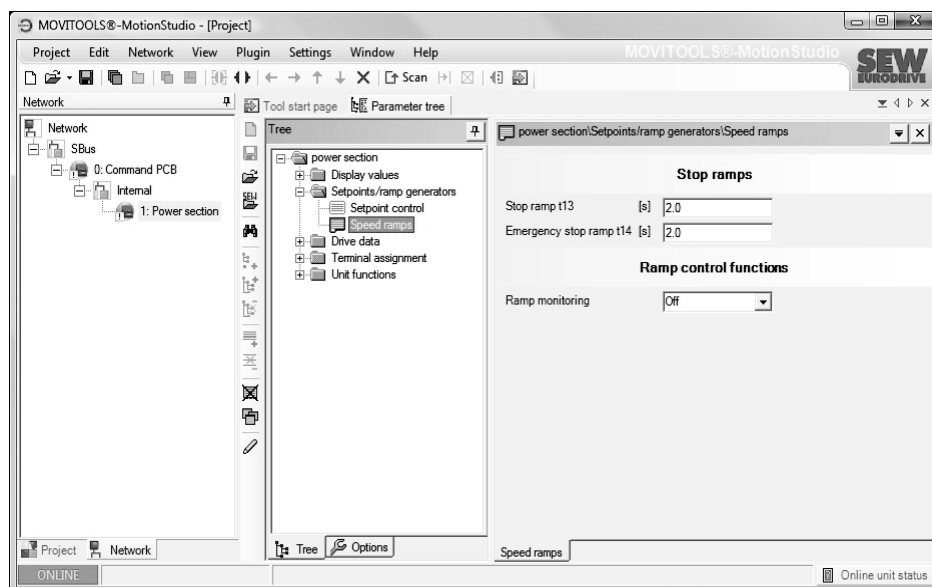 MOVITOOLS®-MotionStudio - [Project]
Project Edit Network View Plugin Settings Window Help
MOVITOOLS®-MotionStudio
SEW
EURODRIVE
Scan
Network
Tool start page
Parameter tree
Network
SBus
0: Command PCB
Internal
1: Power section
Project
Network
SEW
Tree
power section
Display values
Setpoints/ramp generators
Setpoint control
Speed ramps
Drive data
Terminal assignment
Unit functions
Tree
Options
power section\Setpoints/ramp generators\Speed ramps
Stop ramps
Stop ramp t13 [s] 2.0
Emergency stop ramp t14 [s] 2.0
Ramp control functions
Ramp monitoring Off
Speed ramps
ONLINE
Online unit status